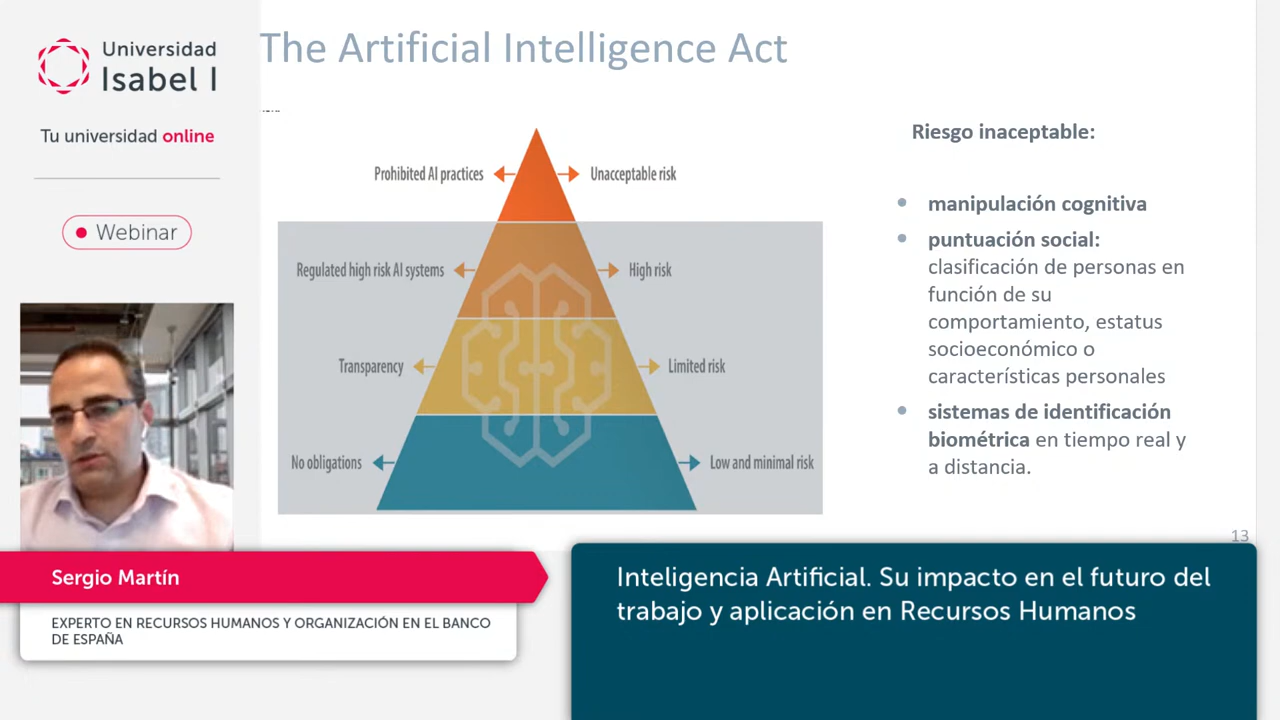 Universidad
Isabel I
Tu universidad online
Webinar
The Artificial Intelligence Act
Prohibited AI practices
Unacceptable risk
Regulated high risk AI systems
High risk
Transparency
Limited risk
No obligations
Low and minimal risk
Riesgo inaceptable:
manipulación cognitiva
puntuación social:
clasificación de personas en
función de su
comportamiento, estatus
socioeconómico o
características personales
sistemas de identificación
biométrica en tiempo real y
a distancia.
13
Sergio Martín
EXPERTO EN RECURSOS HUMANOS Y ORGANIZACIÓN EN EL BANCO
DE ESPAÑA
Inteligencia Artificial. Su impacto en el futuro del
trabajo y aplicación en Recursos Humanos